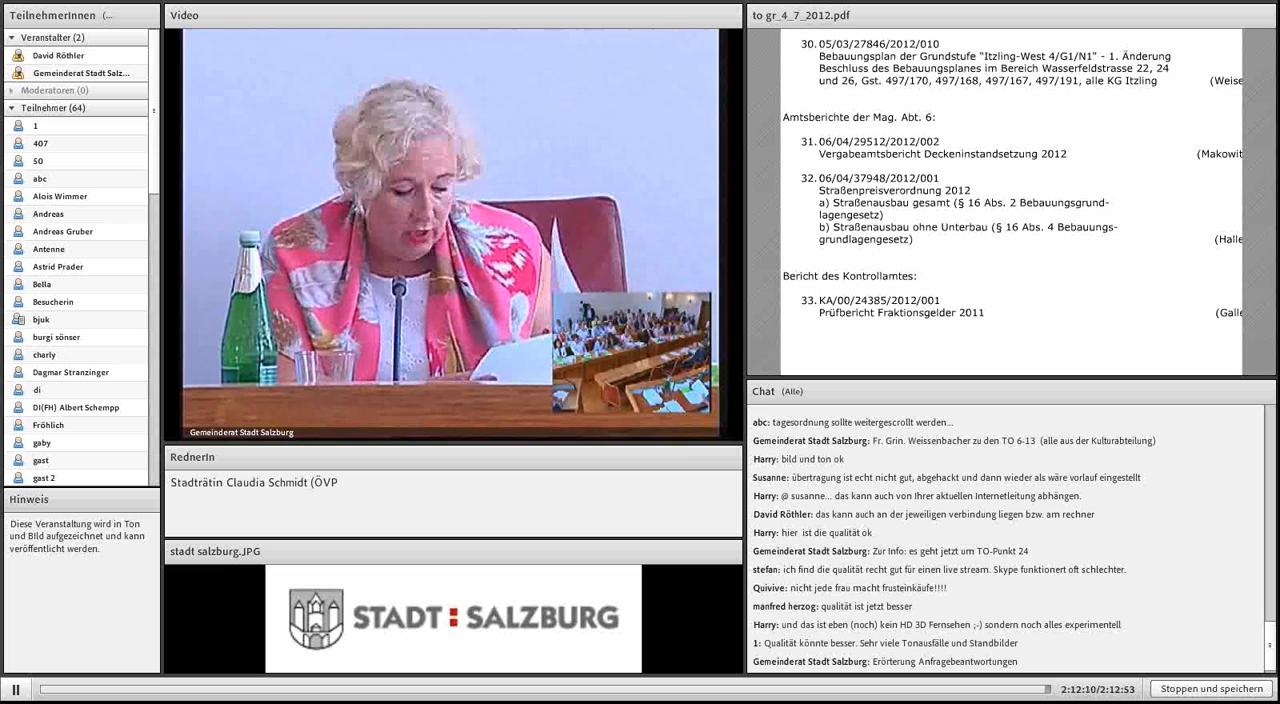 TeilnehmerInnen (...
Veranstalter (2)
David Röthler
Gemeinderat Stadt Salz...
Moderatoren (0)
Teilnehmer (64)
1
407
50
abc
Alois Wimmer
Andreas
Andreas Gruber
Antenne
Astrid Prader
Bella
Besucherin
bjuk
burgi sönser
charly
Dagmar Stranzinger
di
DI(FH) Albert Schempp
Fröhlich
gaby
gast
gast 2
Hinweis
Diese Veranstaltung wird in Ton
und BIld aufgezeichnet und kann
veröffentlicht werden.
Video
Gemeinderat Stadt Salzburg
RednerIn
Stadträtin Claudia Schmidt (ÖVP
stadt salzburg.JPG
STADT : SALZBURG
to gr_4_7_2012.pdf
30. 05/03/27846/2012/010
Bebauungsplan der Grundstufe "Itzling-West 4/G1/N1" - 1. Änderung
Beschluss des Bebauungsplanes im Bereich Wasserfeldstrasse 22, 24
und 26, Gst. 497/170, 497/168, 497/167, 497/191, alle KG Itzling (Weise
Amtsberichte der Mag. Abt. 6:
31. 06/04/29512/2012/002
Vergabeamtsbericht Deckeninstandsetzung 2012 (Makowit
32. 06/04/37948/2012/001
Straßenpreisverordnung 2012
a) Straßenausbau gesamt (§ 16 Abs. 2 Bebauungsgrund-
lagengesetz)
b) Straßenausbau ohne Unterbau (§ 16 Abs. 4 Bebauungs-
grundlagengesetz) (Halle
Bericht des Kontrollamtes:
33. KA/00/24385/2012/001
Prüfbericht Fraktionsgelder 2011 (Galle
Chat (Alle)
abc: tagesordnung sollte weitergescrollt werden...
Gemeinderat Stadt Salzburg: Fr. Grin. Weissenbacher zu den TO 6-13 (alle aus der Kulturabteilung)
Harry: bild und ton ok
Susanne: übertragung ist echt nicht gut, abgehackt und dann wieder als wäre vorlauf eingestellt
Harry: @ susanne... das kann auch von Ihrer aktuellen Internetleitung abhängen.
David Röthler: das kann auch an der jeweiligen verbindung liegen bzw. am rechner
Harry: hier ist die qualität ok
Gemeinderat Stadt Salzburg: Zur Info: es geht jetzt um TO-Punkt 24
stefan: ich find die qualität recht gut für einen live stream. Skype funktionert oft schlechter.
Quivive: nicht jede frau macht frusteinkäufe!!!!
manfred herzog: qualität ist jetzt besser
Harry: und das ist eben (noch) kein HD 3D Fernsehen ;-) sondern noch alles experimentell
1: Qualität könnte besser. Sehr viele Tonausfälle und Standbilder
Gemeinderat Stadt Salzburg: Erörterung Anfragebeantwortungen
2:12:10/2:12:53
Stoppen und speichern